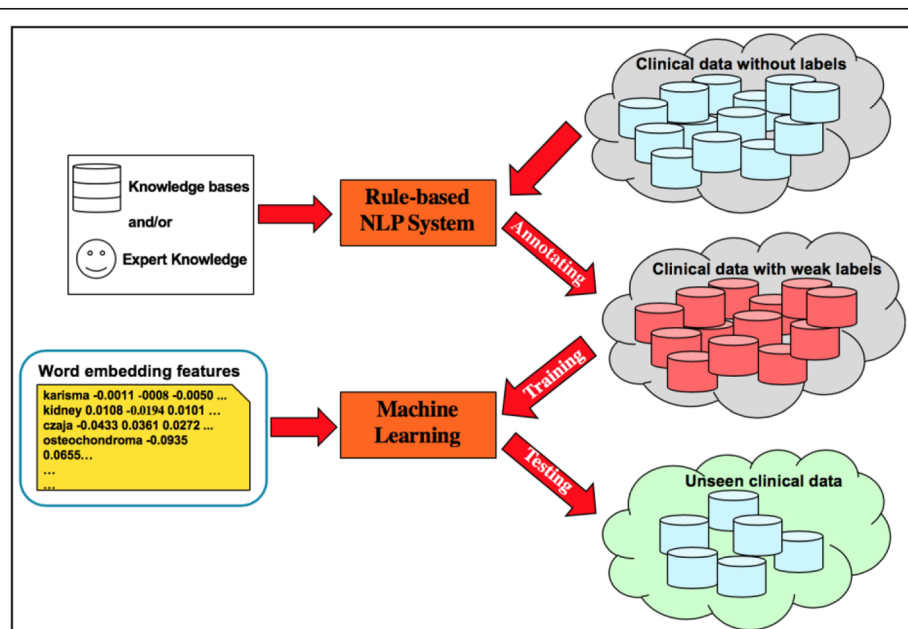 Clinical data without labels
Knowledge bases
and/or
Expert Knowledge
Rule-based
NLP System
Annotating
Clinical data with weak labels
Word embedding features
karisma -0.0011 -0008 -0.0050 ...
kidney 0.0108 -0.0194 0.0101 ...
czaja -0.0433 0.0361 0.0272 ...
osteochondroma -0.0935
0.0655...
...
...
Machine
Learning
Training
Testing
Unseen clinical data